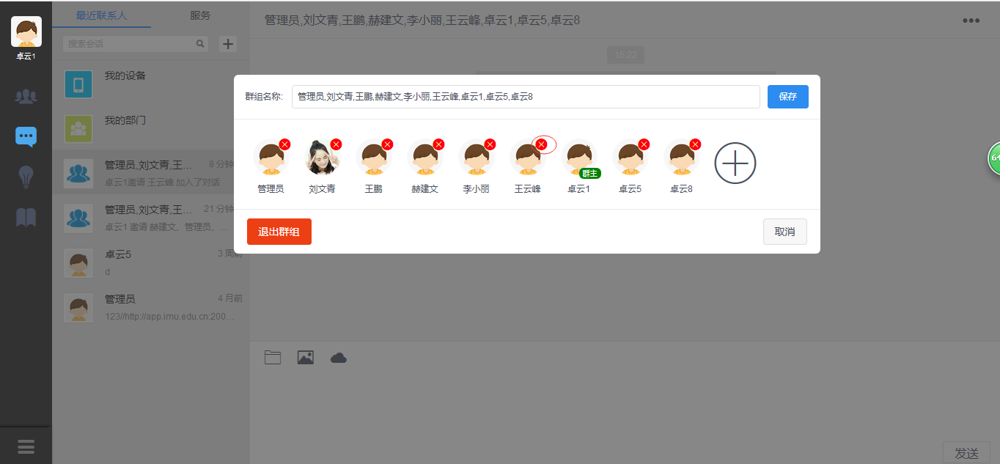 卓云1
最近联系人
服务
搜索会话
我的设备
我的部门
管理员,刘文青,王...
8 分钟
卓云1邀请 王云峰 加入了对话
管理员,刘文青,王...
21 分钟
卓云1 邀请 赫建文、管理员、...
卓云5
3 周前
d
管理员
4 月前
123//http://app.imu.edu.cn:200...
管理员,刘文青,王鹏,赫建文,李小丽,王云峰,卓云1,卓云5,卓云8
15:22
群组名称:
管理员,刘文青,王鹏,赫建文,李小丽,王云峰,卓云1,卓云5,卓云8
保存
群主
管理员
刘文青
王鹏
赫建文
李小丽
王云峰
卓云1
卓云5
卓云8
退出群组
取消
64
发送